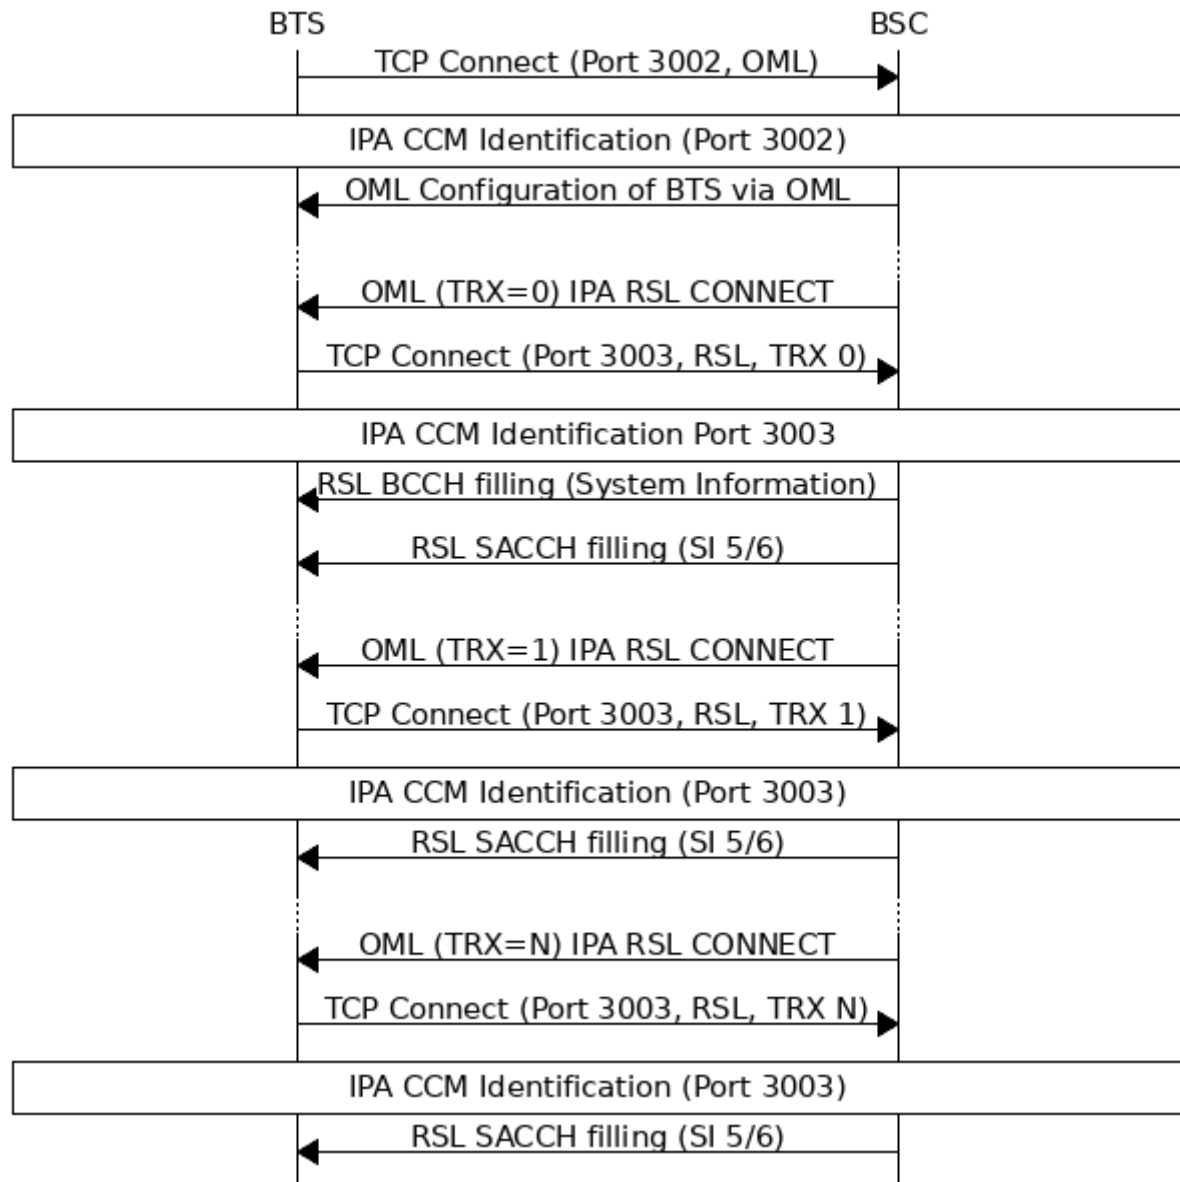 BTS BSC
TCP Connect (Port 3002, OML)
IPA CCM Identification (Port 3002)
OML Configuration of BTS via OML
OML (TRX=0) IPA RSL CONNECT
TCP Connect (Port 3003, RSL, TRX 0)
IPA CCM Identification Port 3003
RSL BCCH filling (System Information)
RSL SACCH filling (SI 5/6)
OML (TRX=1) IPA RSL CONNECT
TCP Connect (Port 3003, RSL, TRX 1)
IPA CCM Identification (Port 3003)
RSL SACCH filling (SI 5/6)
OML (TRX=N) IPA RSL CONNECT
TCP Connect (Port 3003, RSL, TRX N)
IPA CCM Identification (Port 3003)
RSL SACCH filling (SI 5/6)